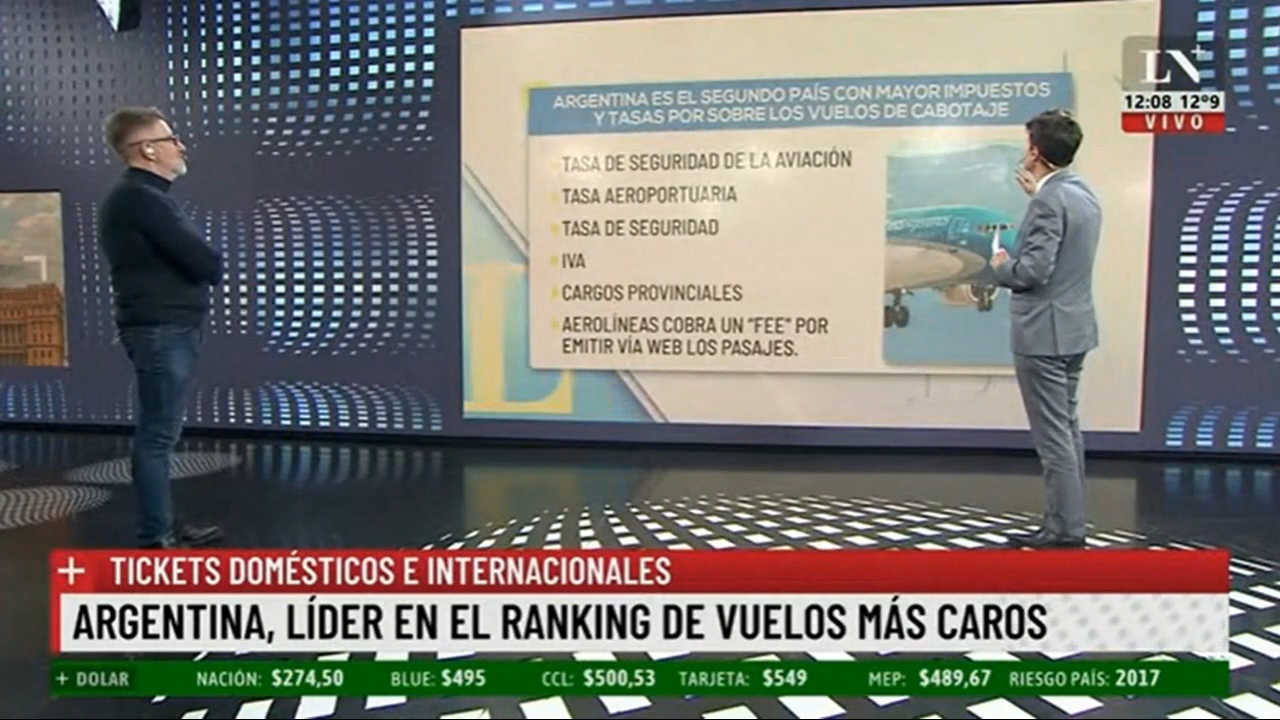 LN+
12:08 12º9
VIVO
ARGENTINA ES EL SEGUNDO PAÍS CON MAYOR IMPUESTOS
Y TASAS POR SOBRE LOS VUELOS DE CABOTAJE
TASA DE SEGURIDAD DE LA AVIACIÓN
TASA AEROPORTUARIA
TASA DE SEGURIDAD
IVA
CARGOS PROVINCIALES
AEROLÍNEAS COBRA UN "FEE" POR
EMITIR VÍA WEB LOS PASAJES.
L
+ TICKETS DOMÉSTICOS E INTERNACIONALES
ARGENTINA, LÍDER EN EL RANKING DE VUELOS MÁS CAROS
+ DOLAR NACIÓN: $274,50 BLUE: $495 CCL: $500,53 TARJETA: $549 MEP: $489,67 RIESGO PAÍS: 2017